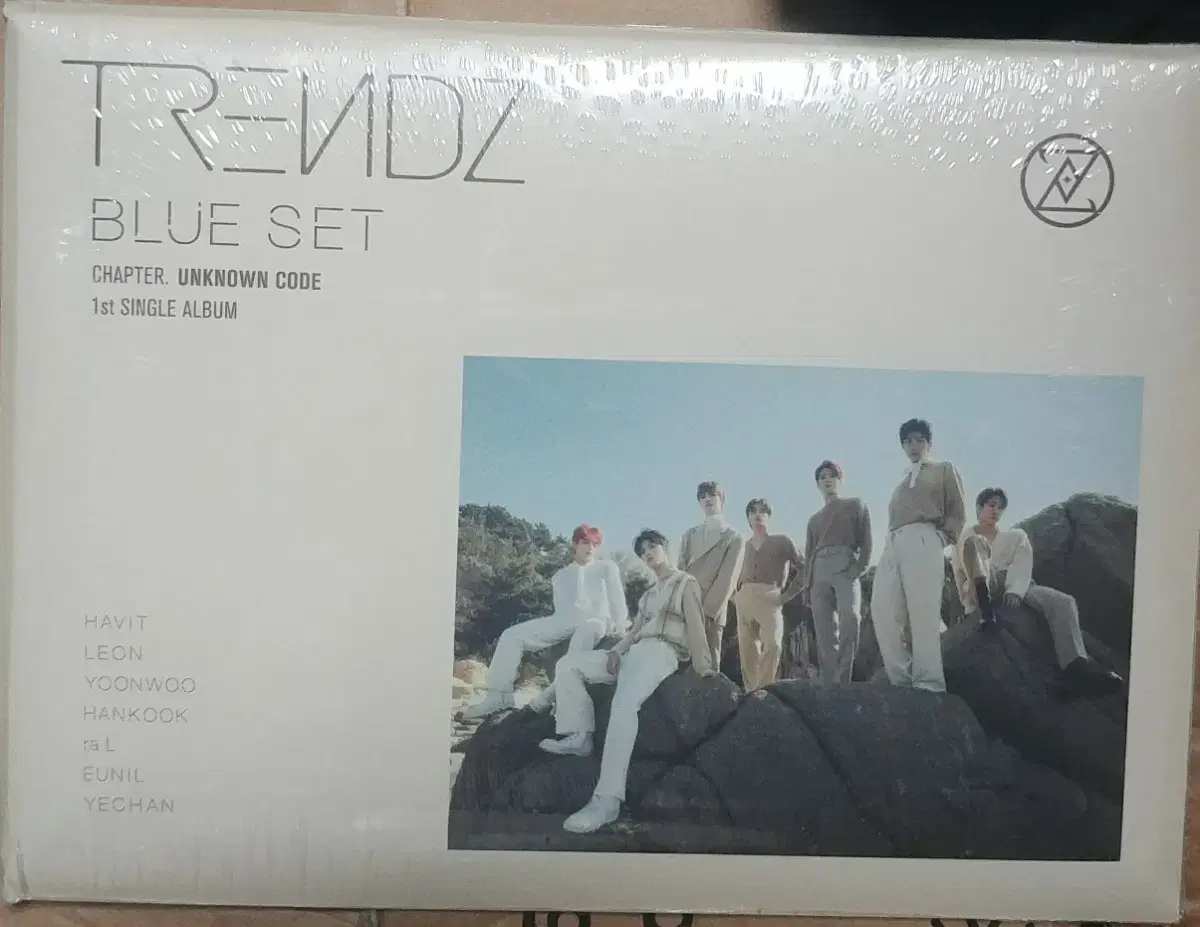 TRENDZ
BLUE SET
CHAPTER. UNKNOWN CODE
1st SINGLE ALBUM
HAVIT
LEON
YOONWOO
HANKOOK
ra L
EUNIL
YECHAN